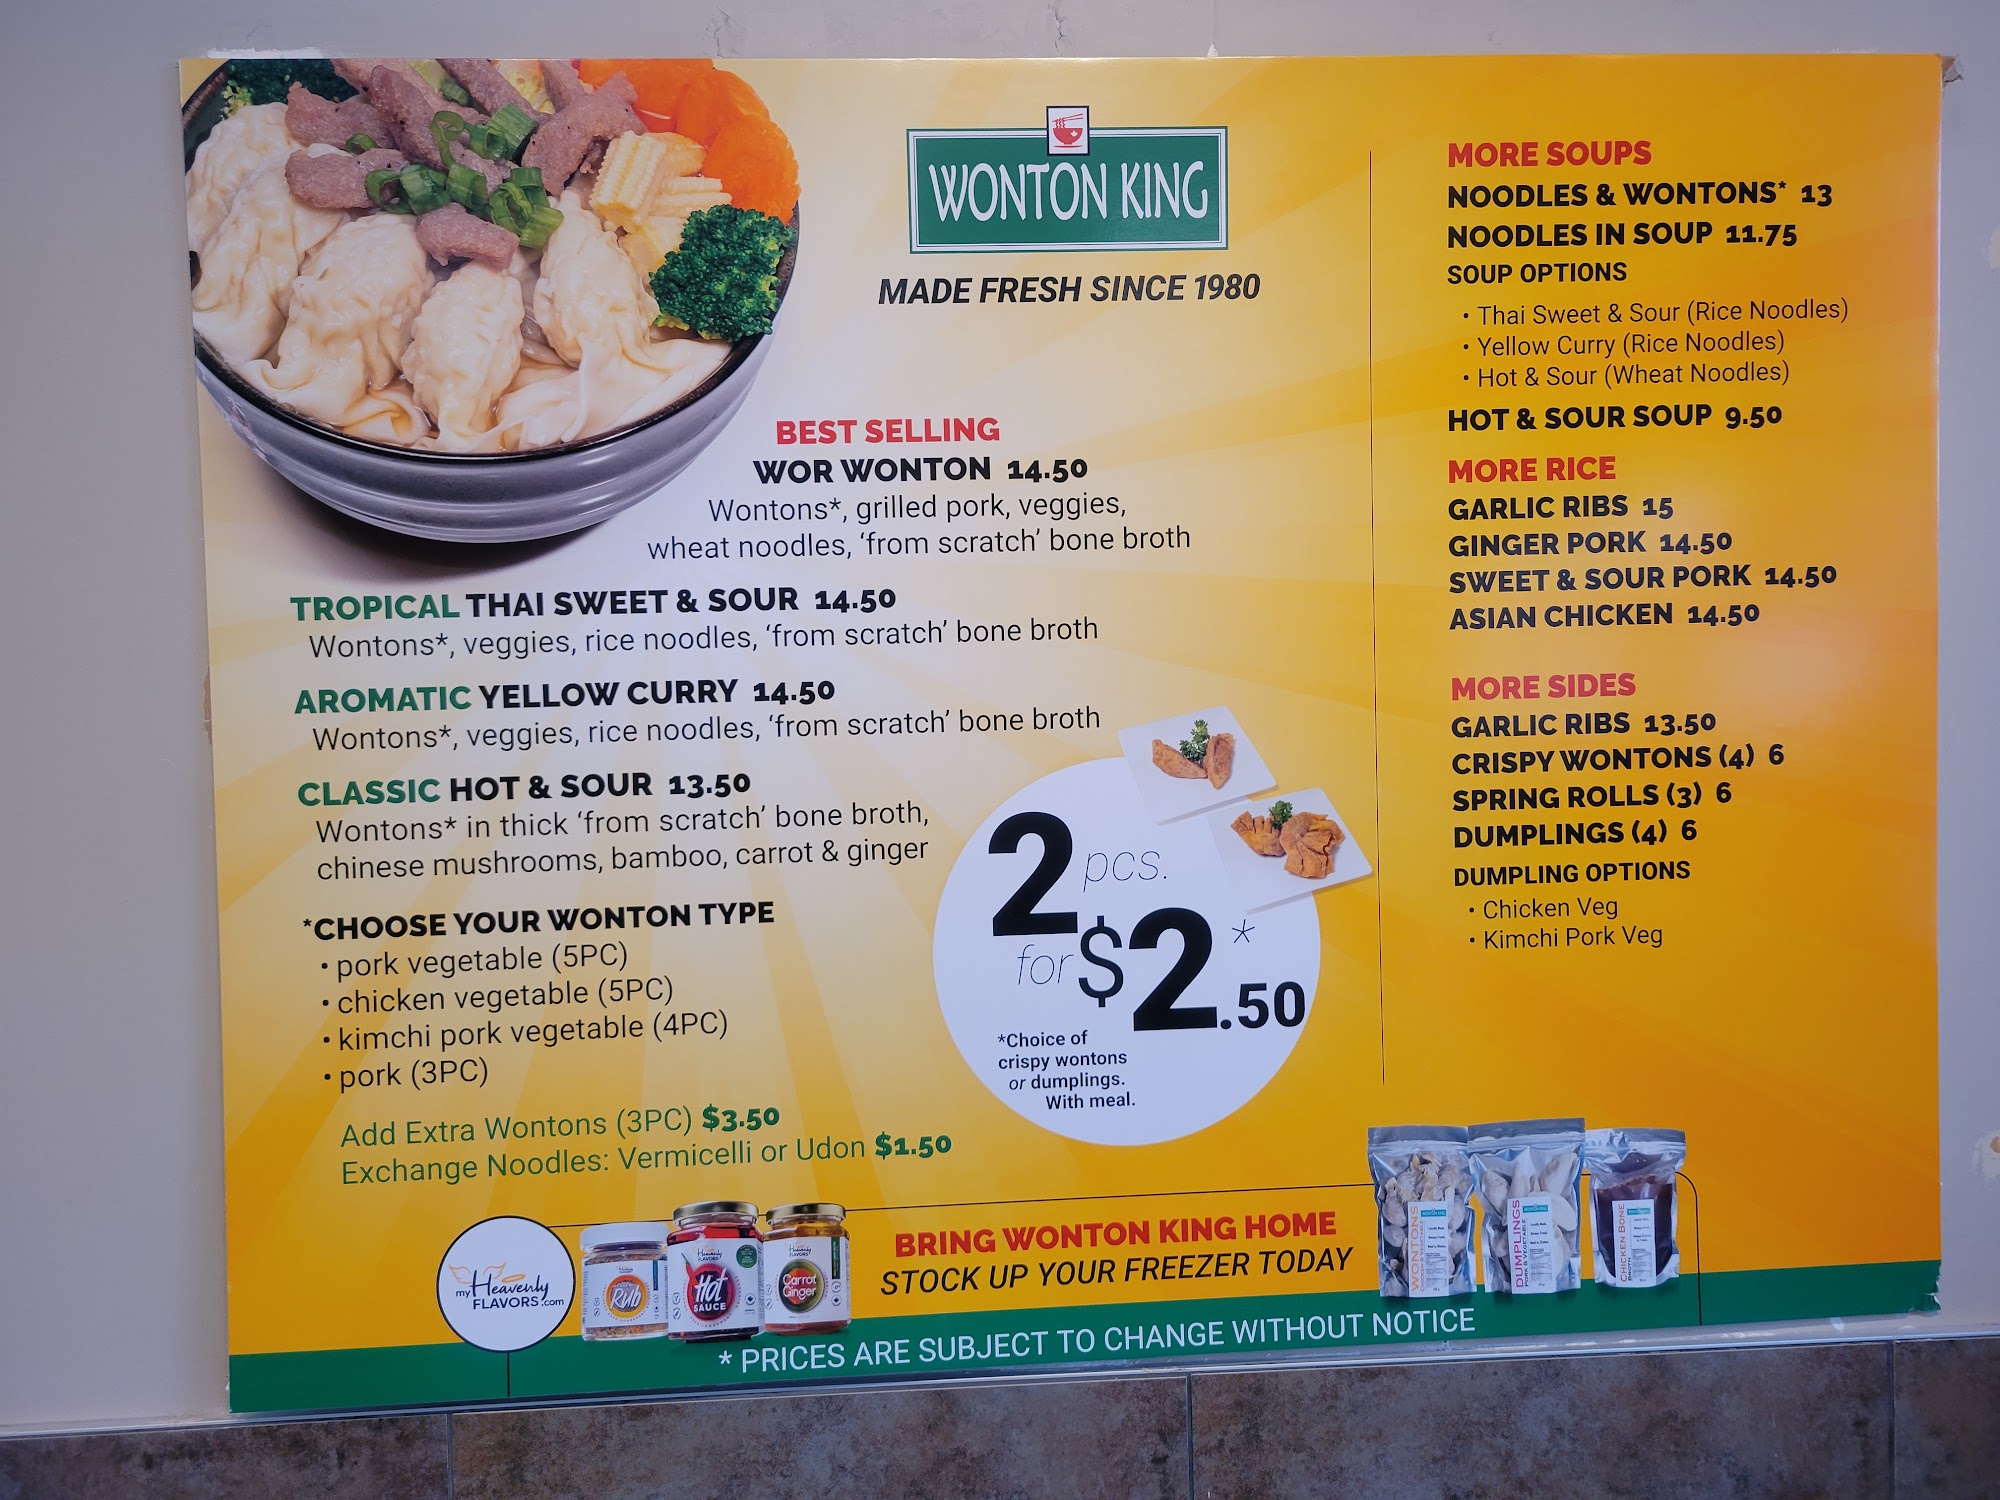 WONTON KING
MADE FRESH SINCE 1980
BEST SELLING
WOR WONTON 14.50
Wontons*, grilled pork, veggies,
wheat noodles, ‘from scratch’ bone broth
TROPICAL THAI SWEET & SOUR 14.50
Wontons*, veggies, rice noodles, ‘from scratch’ bone broth
AROMATIC YELLOW CURRY 14.50
Wontons*, veggies, rice noodles, ‘from scratch’ bone broth
CLASSIC HOT & SOUR 13.50
Wontons* in thick ‘from scratch’ bone broth,
chinese mushrooms, bamboo, carrot & ginger
*CHOOSE YOUR WONTON TYPE
• pork vegetable (5PC)
• chicken vegetable (5PC)
• kimchi pork vegetable (4PC)
• pork (3PC)
Add Extra Wontons (3PC) $3.50
Exchange Noodles: Vermicelli or Udon $1.50
2 pcs.
for $2.50*
*Choice of
crispy wontons
or dumplings.
With meal.
MORE SOUPS
NOODLES & WONTONS* 13
NOODLES IN SOUP 11.75
SOUP OPTIONS
• Thai Sweet & Sour (Rice Noodles)
• Yellow Curry (Rice Noodles)
• Hot & Sour (Wheat Noodles)
HOT & SOUR SOUP 9.50
MORE RICE
GARLIC RIBS 15
GINGER PORK 14.50
SWEET & SOUR PORK 14.50
ASIAN CHICKEN 14.50
MORE SIDES
GARLIC RIBS 13.50
CRISPY WONTONS (4) 6
SPRING ROLLS (3) 6
DUMPLINGS (4) 6
DUMPLING OPTIONS
• Chicken Veg
• Kimchi Pork Veg
my Heavenly
FLAVORS.com
Rub
Heavenly
FLAVORS
Hot
SAUCE
Carrot
Ginger
BRING WONTON KING HOME
STOCK UP YOUR FREEZER TODAY
WONTONS
DUMPLINGS
PORK & VEGETABLE
CHICKEN BONE
BROTH
* PRICES ARE SUBJECT TO CHANGE WITHOUT NOTICE